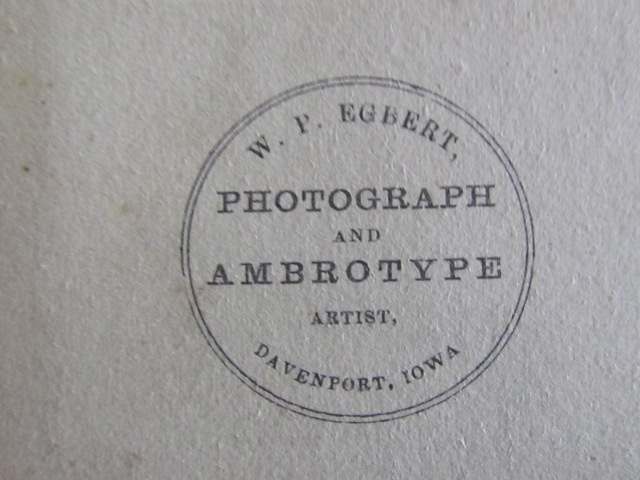 W. P. EGBERT,
PHOTOGRAPH
AND
AMBROTYPE
ARTIST,
DAVENPORT, IOWA